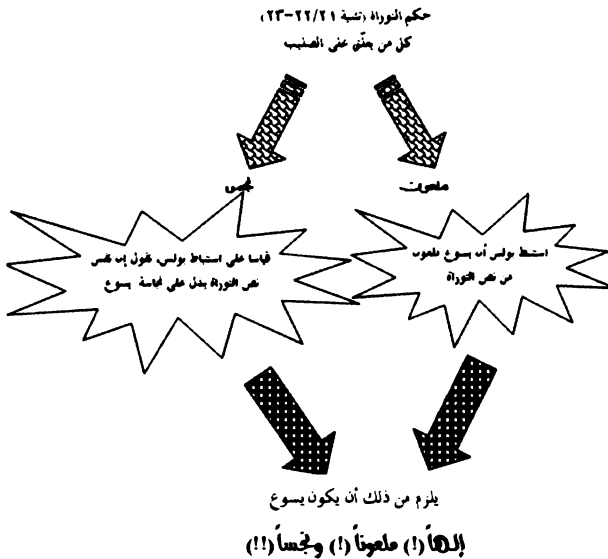 حكم التوراة (تثنية ٢٢/٢١-٢٣)
كل من يعلّق على الصليب
ملعون
نجس
استنبط بولس أن يسوع ملعون
من نص التوراة
قياسا على استنباط بولس، نقول إن نفس
نص التوراة يدل على نجاسة يسوع
يلزم من ذلك أن يكون يسوع
إلهاً (!) ملعوناً (!) ونجساً (!!)